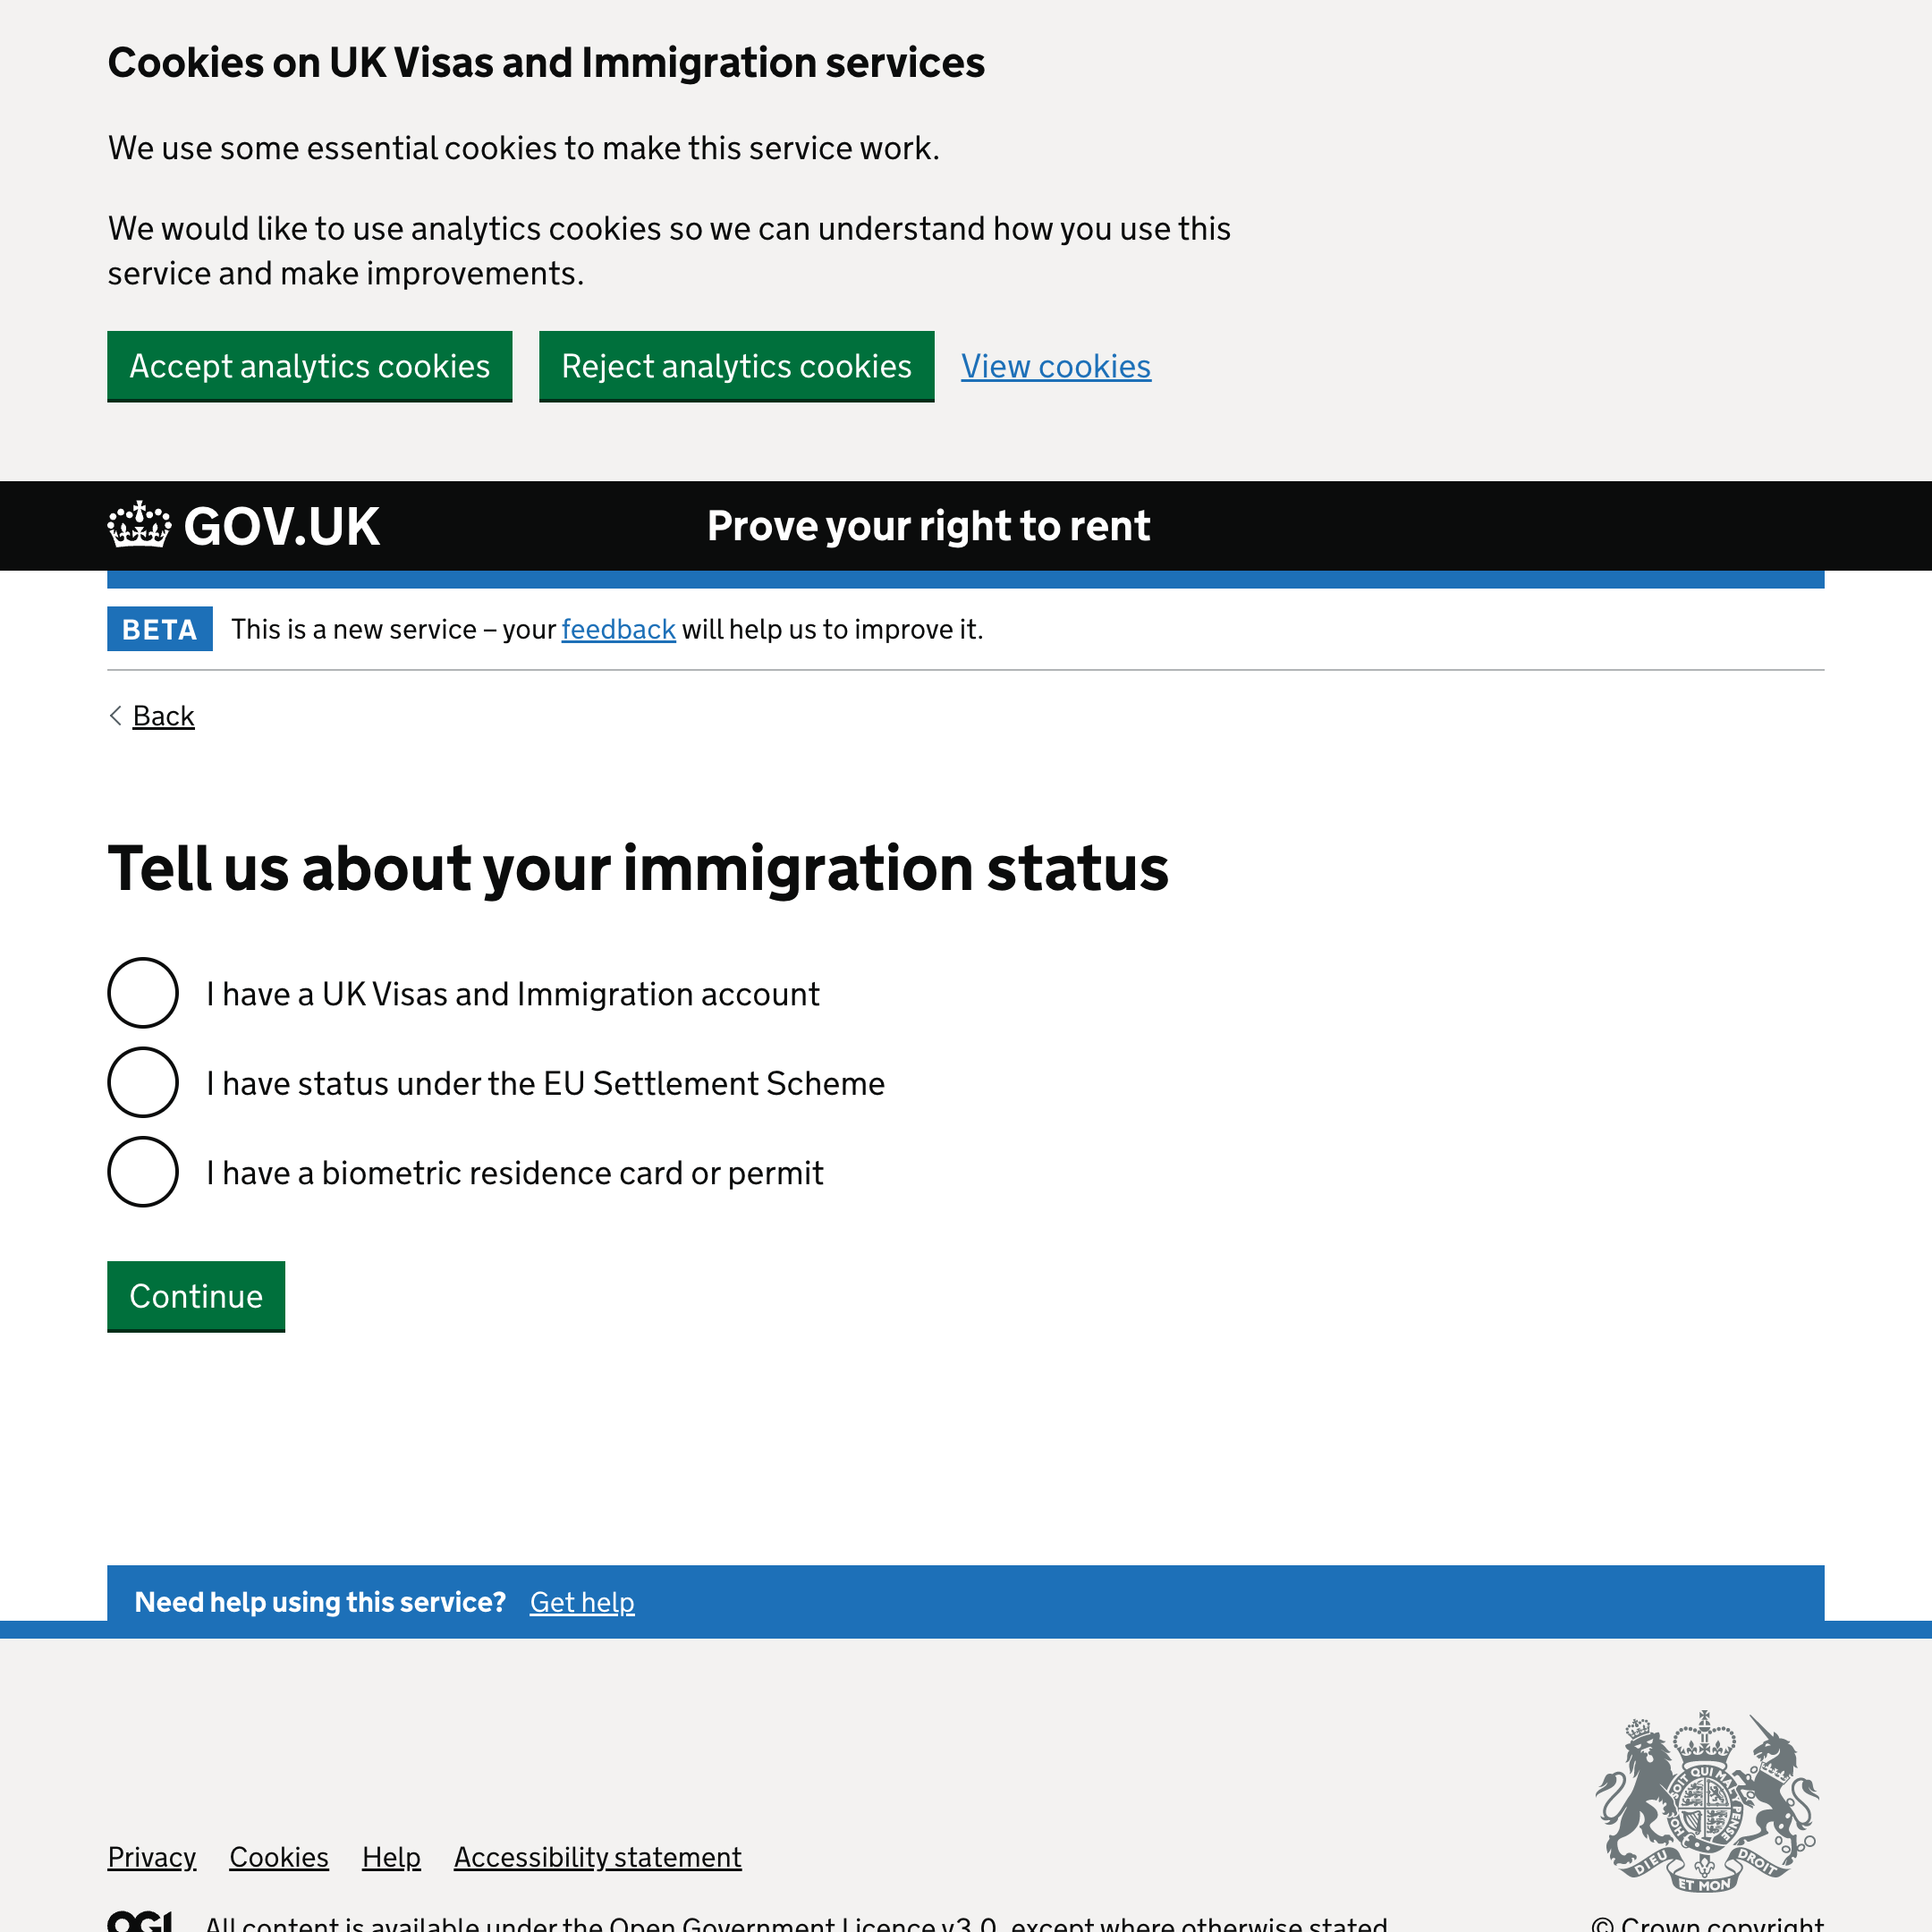 Cookies on UK Visas and Immigration services
We use some essential cookies to make this service work.
We would like to use analytics cookies so we can understand how you use this
service and make improvements.
Accept analytics cookies Reject analytics cookies View cookies
GOV.UK Prove your right to rent
BETA This is a new service – your feedback will help us to improve it.
Back
Tell us about your immigration status
I have a UK Visas and Immigration account
I have status under the EU Settlement Scheme
I have a biometric residence card or permit
Continue
Need help using this service? Get help
Privacy Cookies Help Accessibility statement
OGL All content is available under the Open Government Licence v3.0, except where otherwise stated
© Crown copyright
DIEU ET MON DROIT